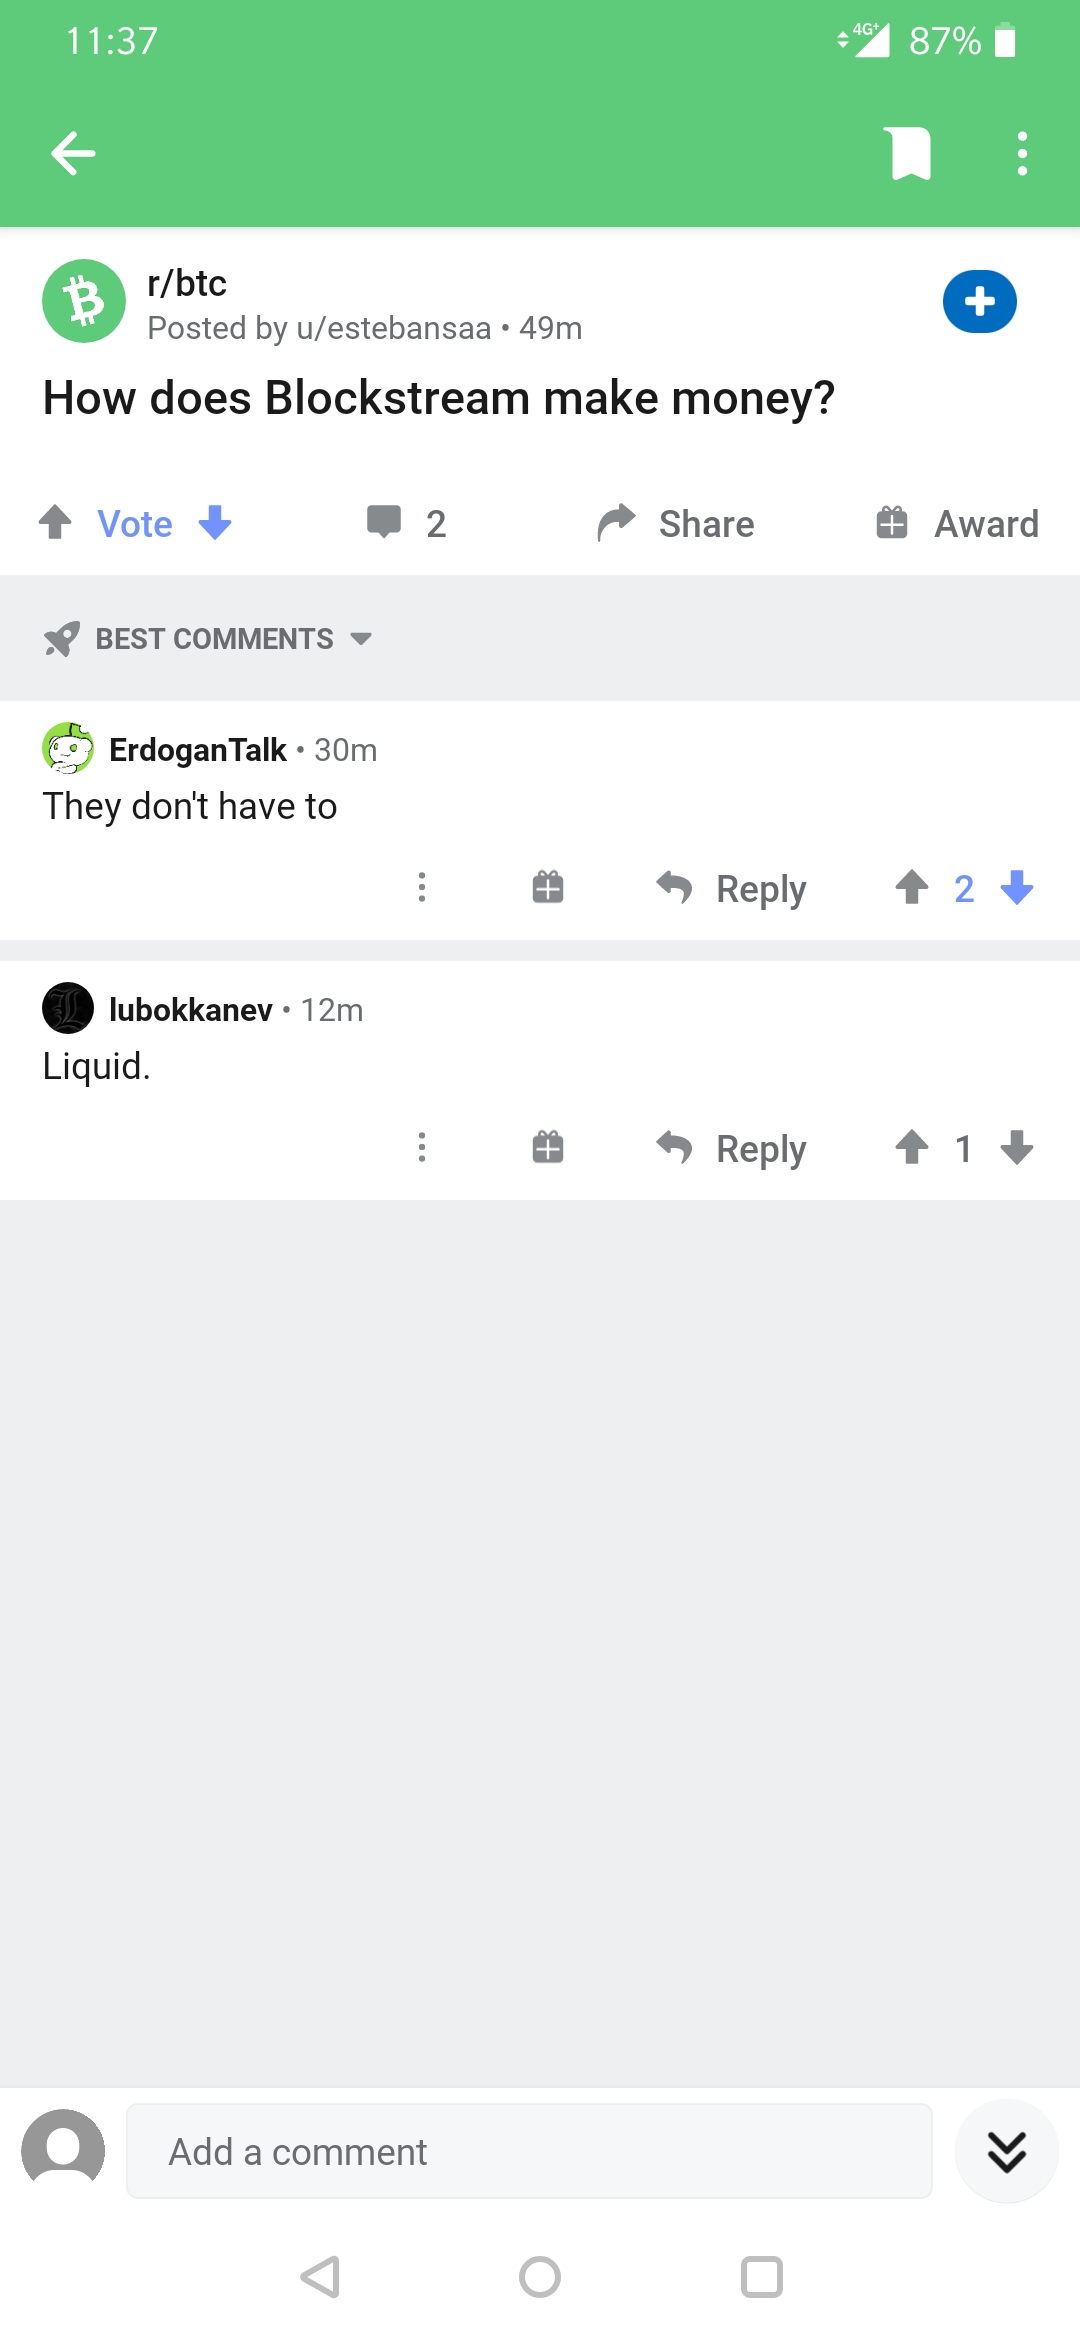 11:37 4G+ 87%
r/btc
Posted by u/estebansaa • 49m
How does Blockstream make money?
Vote 2 Share Award
BEST COMMENTS
ErdoganTalk • 30m
They don't have to
Reply 2
lubokkanev • 12m
Liquid.
Reply 1
Add a comment